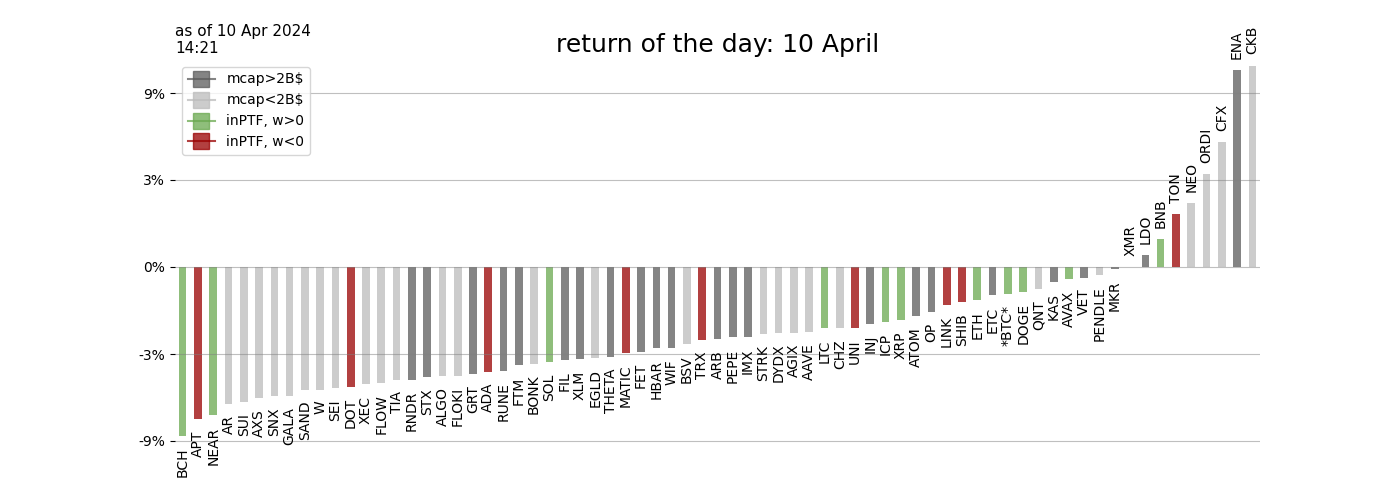 as of 10 Apr 2024
14:21
return of the day: 10 April
mcap>2B$
mcap<2B$
inPTF, w>0
inPTF, w<0
9%
3%
0%
-3%
-9%
BCH
APT
NEAR
AR
SUI
AXS
SNX
GALA
SAND
W
SEI
DOT
XEC
FLOW
TIA
RNDR
STX
ALGO
FLOKI
GRT
ADA
RUNE
FTM
BONK
SOL
FIL
XLM
EGLD
THETA
MATIC
FET
HBAR
WIF
BSV
TRX
ARB
PEPE
IMX
STRK
DYDX
AGIX
AAVE
LTC
CHZ
UNI
INJ
ICP
XRP
ATOM
OP
LINK
SHIB
ETH
ETC
*BTC*
DOGE
QNT
KAS
AVAX
VET
PENDLE
MKR
XMR
LDO
BNB
TON
NEO
ORDI
CFX
ENA
CKB